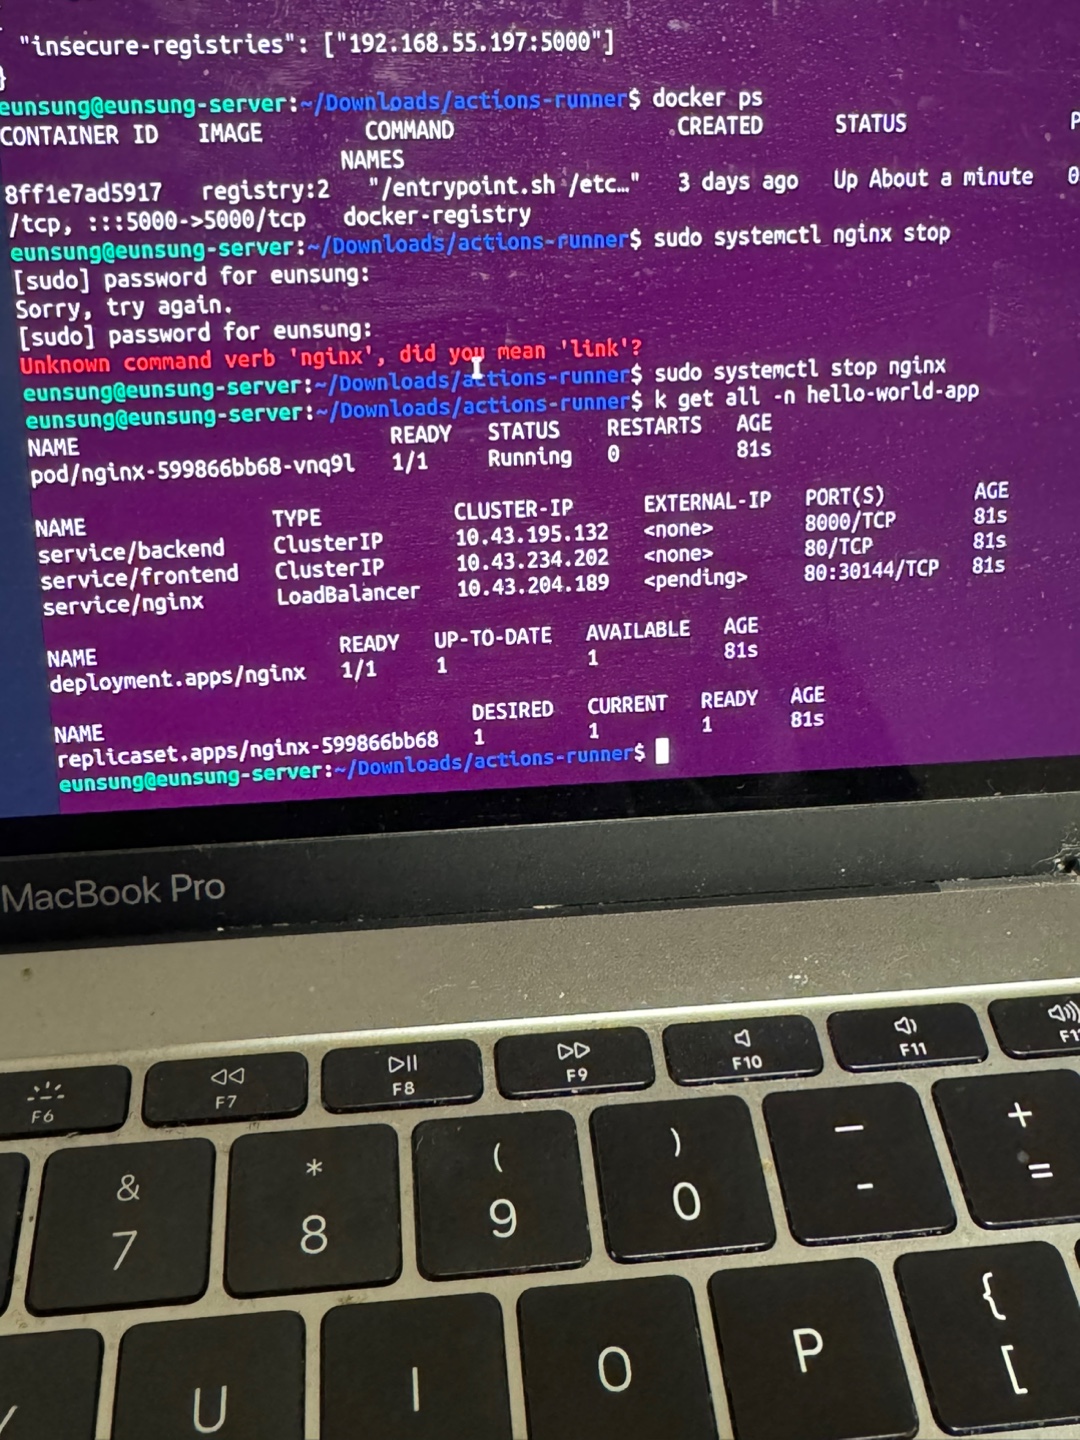 "insecure-registries": ["192.168.55.197:5000"]
}
eunsung@eunsung-server:~/Downloads/actions-runner$ docker ps
CONTAINER ID IMAGE COMMAND CREATED STATUS P
NAMES
8ff1e7ad5917 registry:2 "/entrypoint.sh /etc…" 3 days ago Up About a minute 0
/tcp, :::5000->5000/tcp docker-registry
eunsung@eunsung-server:~/Downloads/actions-runner$ sudo systemctl nginx stop
[sudo] password for eunsung:
Sorry, try again.
[sudo] password for eunsung:
Unknown command verb 'nginx', did you mean 'link'?
eunsung@eunsung-server:~/Downloads/actions-runner$ sudo systemctl stop nginx
eunsung@eunsung-server:~/Downloads/actions-runner$ k get all -n hello-world-app
NAME READY STATUS RESTARTS AGE
pod/nginx-599866bb68-vnq9l 1/1 Running 0 81s
NAME TYPE CLUSTER-IP EXTERNAL-IP PORT(S) AGE
service/backend ClusterIP 10.43.195.132 <none> 8000/TCP 81s
service/frontend ClusterIP 10.43.234.202 <none> 80/TCP 81s
service/nginx LoadBalancer 10.43.204.189 <pending> 80:30144/TCP 81s
NAME READY UP-TO-DATE AVAILABLE AGE
deployment.apps/nginx 1/1 1 1 81s
NAME DESIRED CURRENT READY AGE
replicaset.apps/nginx-599866bb68 1 1 1 81s
eunsung@eunsung-server:~/Downloads/actions-runner$
MacBook Pro
F6 F7 F8 F9 F10 F11
& * ( ) — +
7 8 9 0 - =
U I O P { [